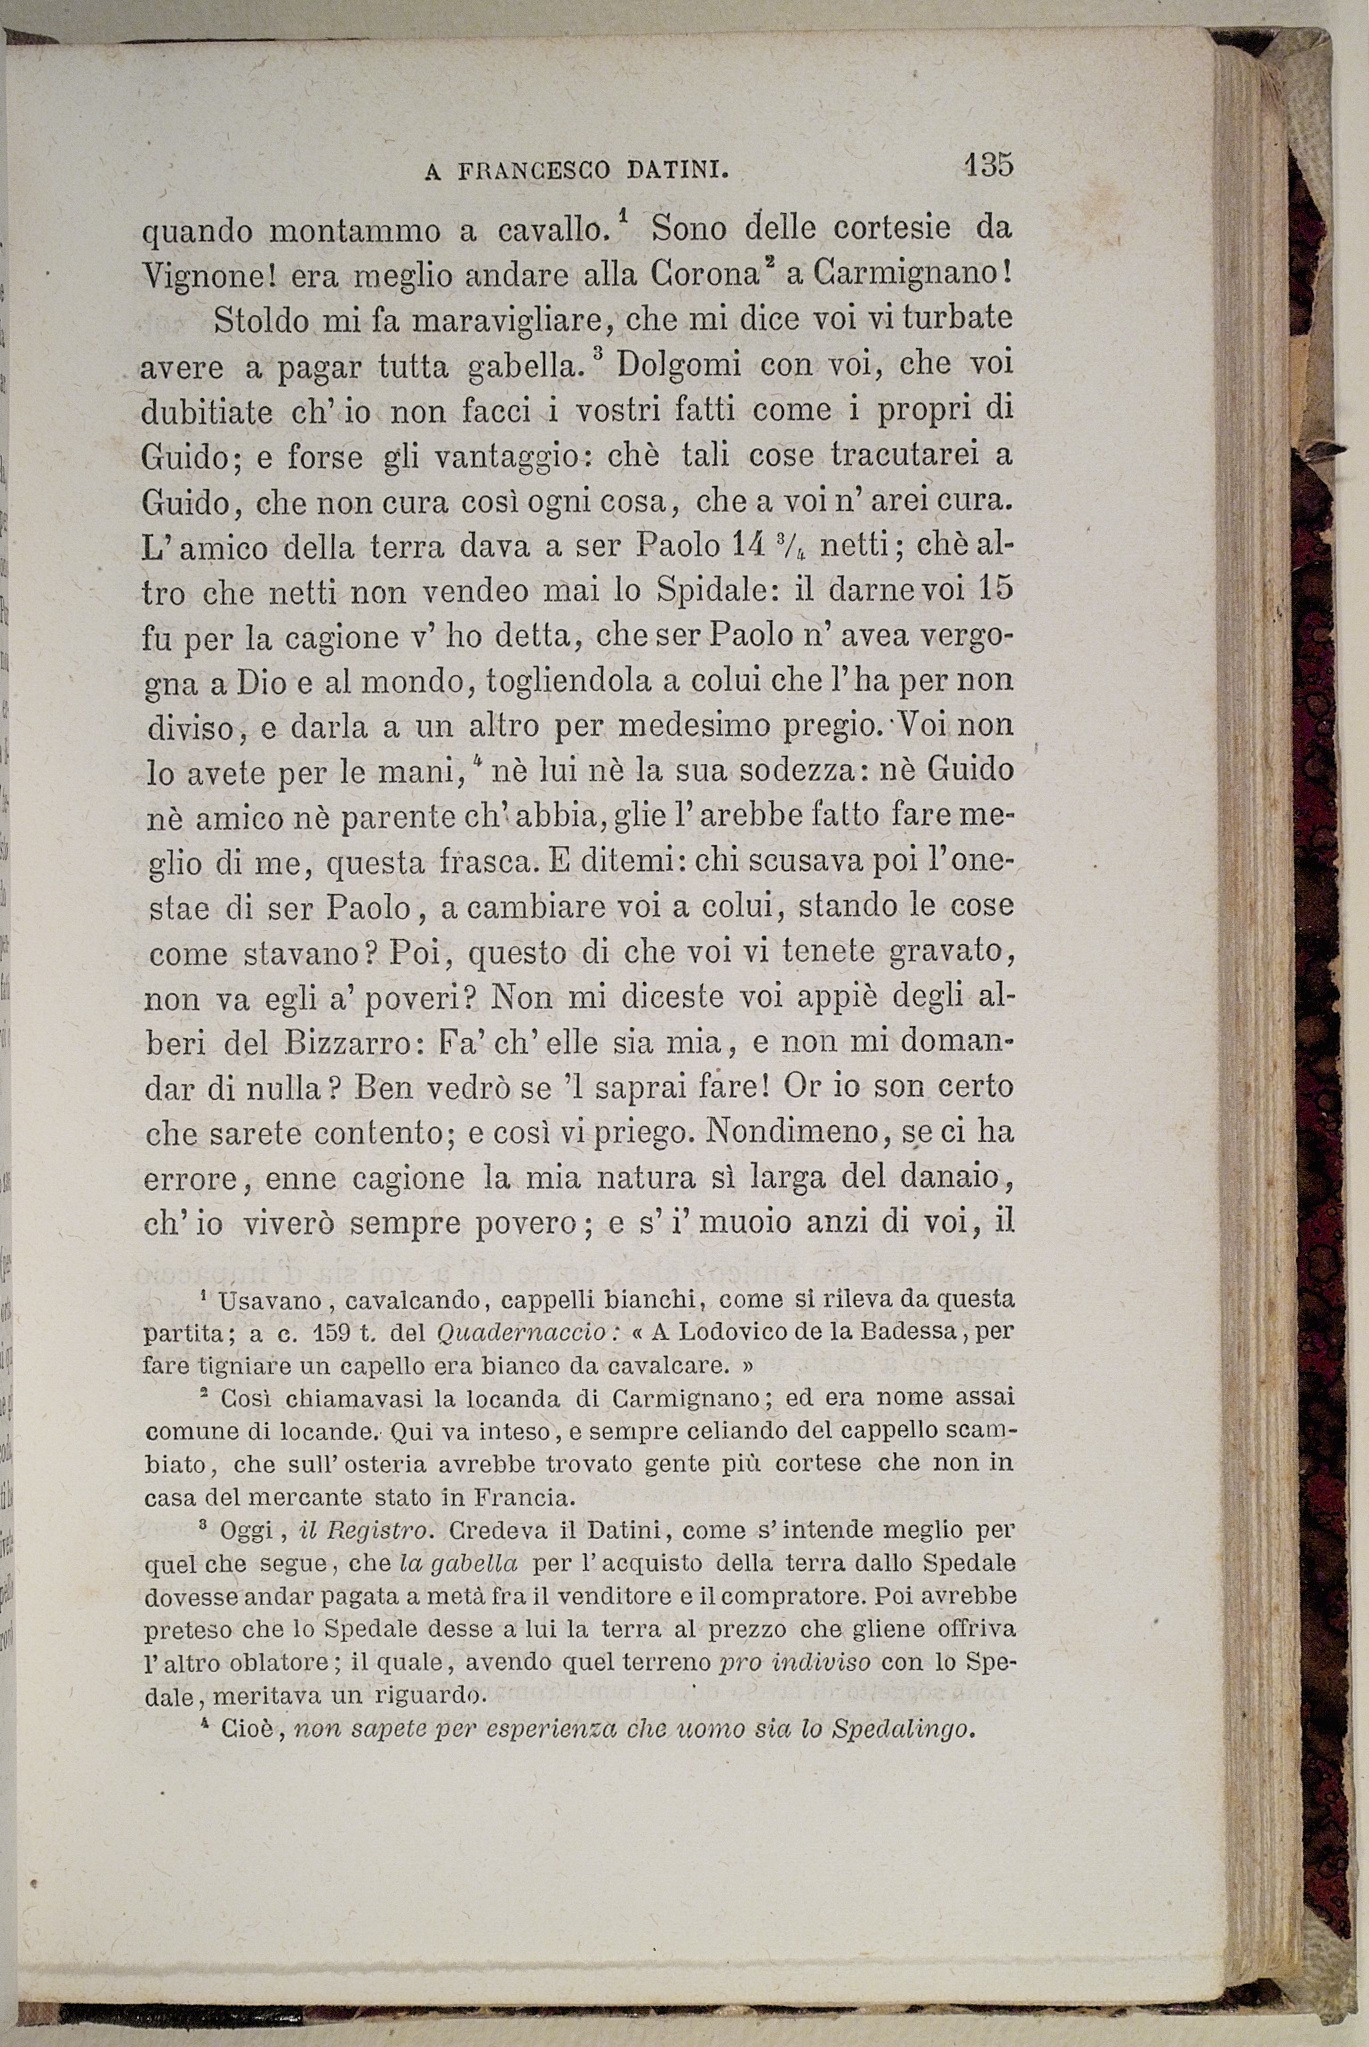 A FRANCESCO DATINI. 135
quando montammo a cavallo.¹ Sono delle cortesie da
Vignone! era meglio andare alla Corona² a Carmignano!
Stoldo mi fa maravigliare, che mi dice voi vi turbate
avere a pagar tutta gabella.³ Dolgomi con voi, che voi
dubitiate ch' io non facci i vostri fatti come i propri di
Guido; e forse gli vantaggio: chè tali cose tracutarei a
Guido, che non cura così ogni cosa, che a voi n' arei cura.
L' amico della terra dava a ser Paolo 14 ³/₄ netti; chè al-
tro che netti non vendeo mai lo Spidale: il darne voi 15
fu per la cagione v' ho detta, che ser Paolo n' avea vergo-
gna a Dio e al mondo, togliendola a colui che l' ha per non
diviso, e darla a un altro per medesimo pregio. Voi non
lo avete per le mani,⁴ nè lui nè la sua sodezza: nè Guido
nè amico nè parente ch' abbia, glie l' arebbe fatto fare me-
glio di me, questa frasca. E ditemi: chi scusava poi l' one-
stae di ser Paolo, a cambiare voi a colui, stando le cose
come stavano? Poi, questo di che voi vi tenete gravato,
non va egli a' poveri? Non mi diceste voi appiè degli al-
beri del Bizzarro: Fa' ch' elle sia mia, e non mi doman-
dar di nulla? Ben vedrò se 'l saprai fare! Or io son certo
che sarete contento; e così vi priego. Nondimeno, se ci ha
errore, enne cagione la mia natura sì larga del danaio,
ch' io viverò sempre povero; e s' i' muoio anzi di voi, il
¹ Usavano, cavalcando, cappelli bianchi, come si rileva da questa
partita; a c. 159 t. del Quadernaccio: « A Lodovico de la Badessa, per
fare tigniare un capello era bianco da cavalcare. »
² Così chiamavasi la locanda di Carmignano; ed era nome assai
comune di locande. Qui va inteso, e sempre celiando del cappello scam-
biato, che sull' osteria avrebbe trovato gente più cortese che non in
casa del mercante stato in Francia.
³ Oggi, il Registro. Credeva il Datini, come s' intende meglio per
quel che segue, che la gabella per l' acquisto della terra dallo Spedale
dovesse andar pagata a metà fra il venditore e il compratore. Poi avrebbe
preteso che lo Spedale desse a lui la terra al prezzo che gliene offriva
l' altro oblatore; il quale, avendo quel terreno pro indiviso con lo Spe-
dale, meritava un riguardo.
⁴ Cioè, non sapete per esperienza che uomo sia lo Spedalingo.